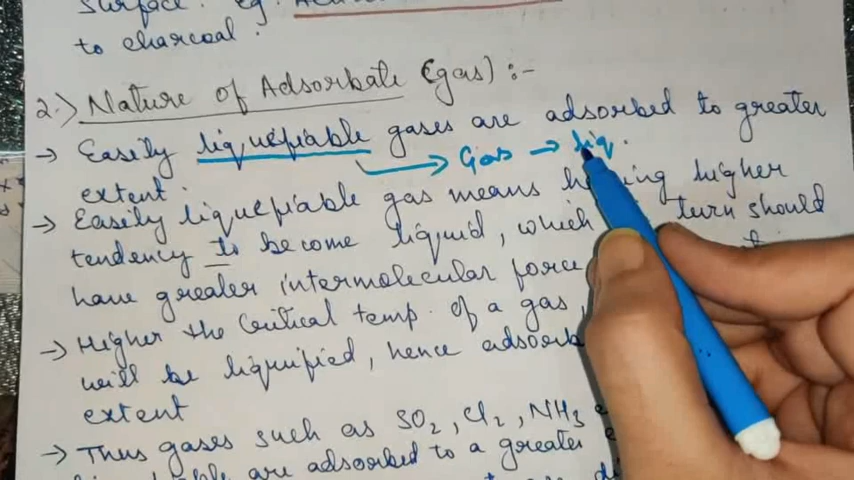 surface. eg.
to charcoal.
2.) Nature of Adsorbate (gas) :-
→ Easily liquefiable gases are adsorbed to greater
extent.
Gas → liq.
→ Easily liquefiable gas means having higher
tendency to become liquid, which turn should
have greater intermolecular force
→ Higher the Critical temp. of a gas,
will be liquified, hence adsorb
extent
→ Thus gases such as SO2, Cl2, NH3
are adsorbed to a greater